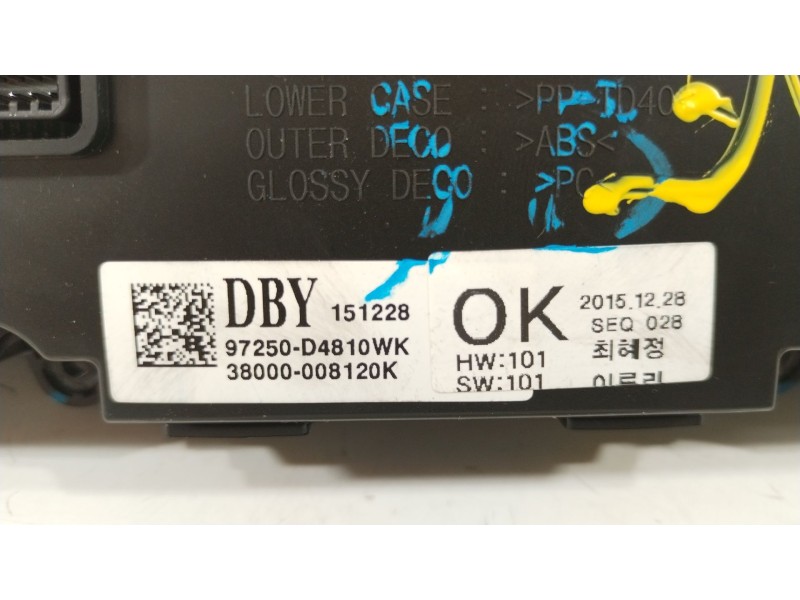 LOWER CASE : >PP-TD40
OUTER DECO : >ABS<
GLOSSY DECO : >PC
DBY 151228
97250-D4810WK
38000-008120K
OK
2015.12.28
SEQ 028
HW:101
최혜정
SW:101